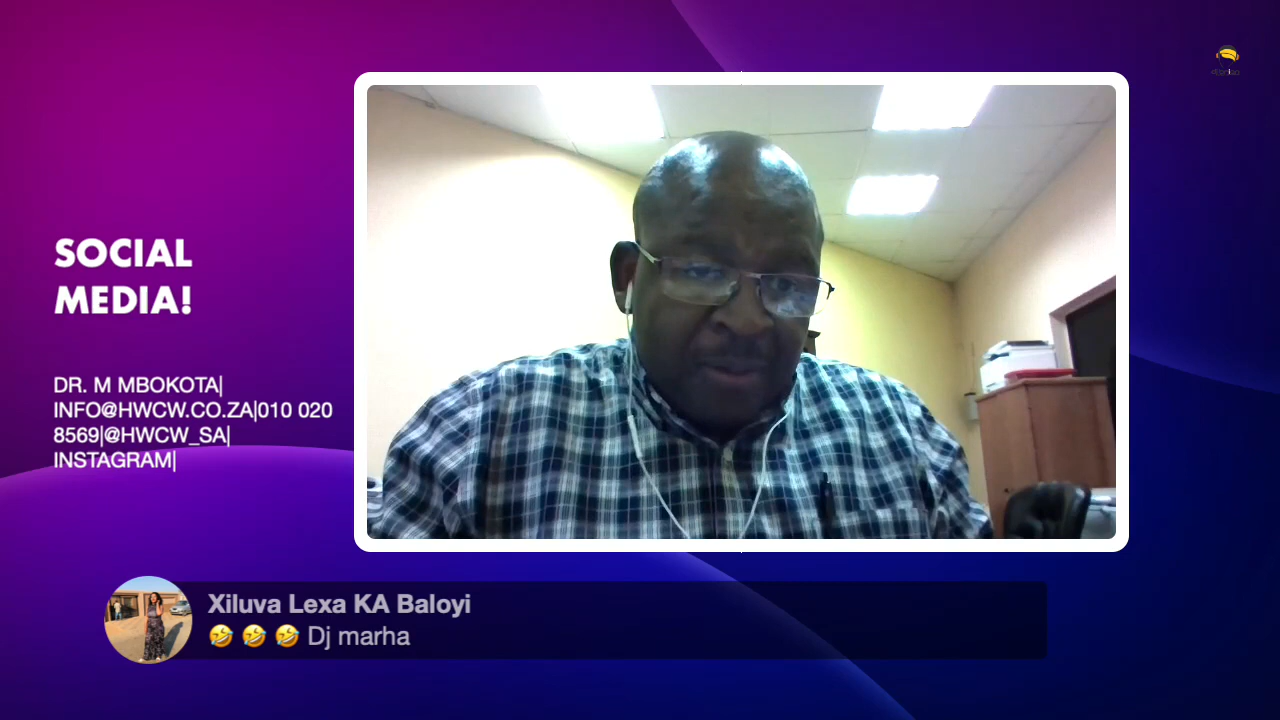 SOCIAL
MEDIA!
DR. M MBOKOTA|
INFO@HWCW.CO.ZA|010 020
8569|@HWCW_SA|
INSTAGRAM|
Xiluva Lexa KA Baloyi
🤣 🤣 🤣 Dj marha